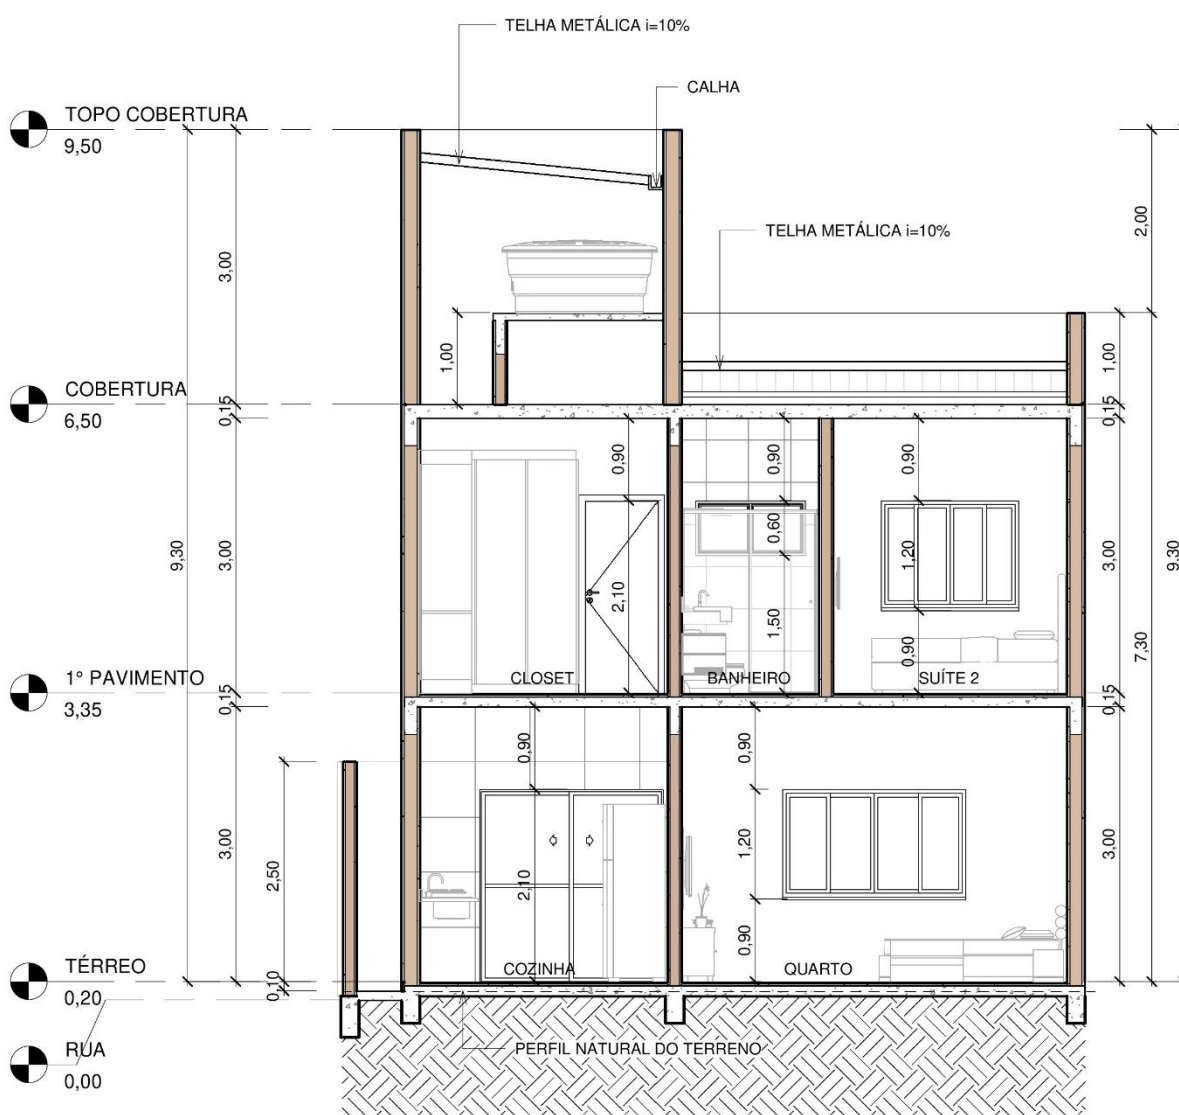 TELHA METÁLICA i=10%
CALHA
TOPO COBERTURA
9,50
TELHA METÁLICA i=10%
2,00
3,00
1,00
1,00
COBERTURA
6,50
0,15
0,15
0,90
0,90
0,90
0,60
1,20
9,30
3,00
2,10
1,50
0,90
3,00
7,30
9,30
1° PAVIMENTO
3,35
CLOSET
BANHEIRO
SUÍTE 2
0,15
0,15
0,90
0,90
2,50
3,00
2,10
1,20
3,00
0,90
TÉRREO
0,20
0,10
COZINHA
QUARTO
RUA
0,00
PERFIL NATURAL DO TERRENO